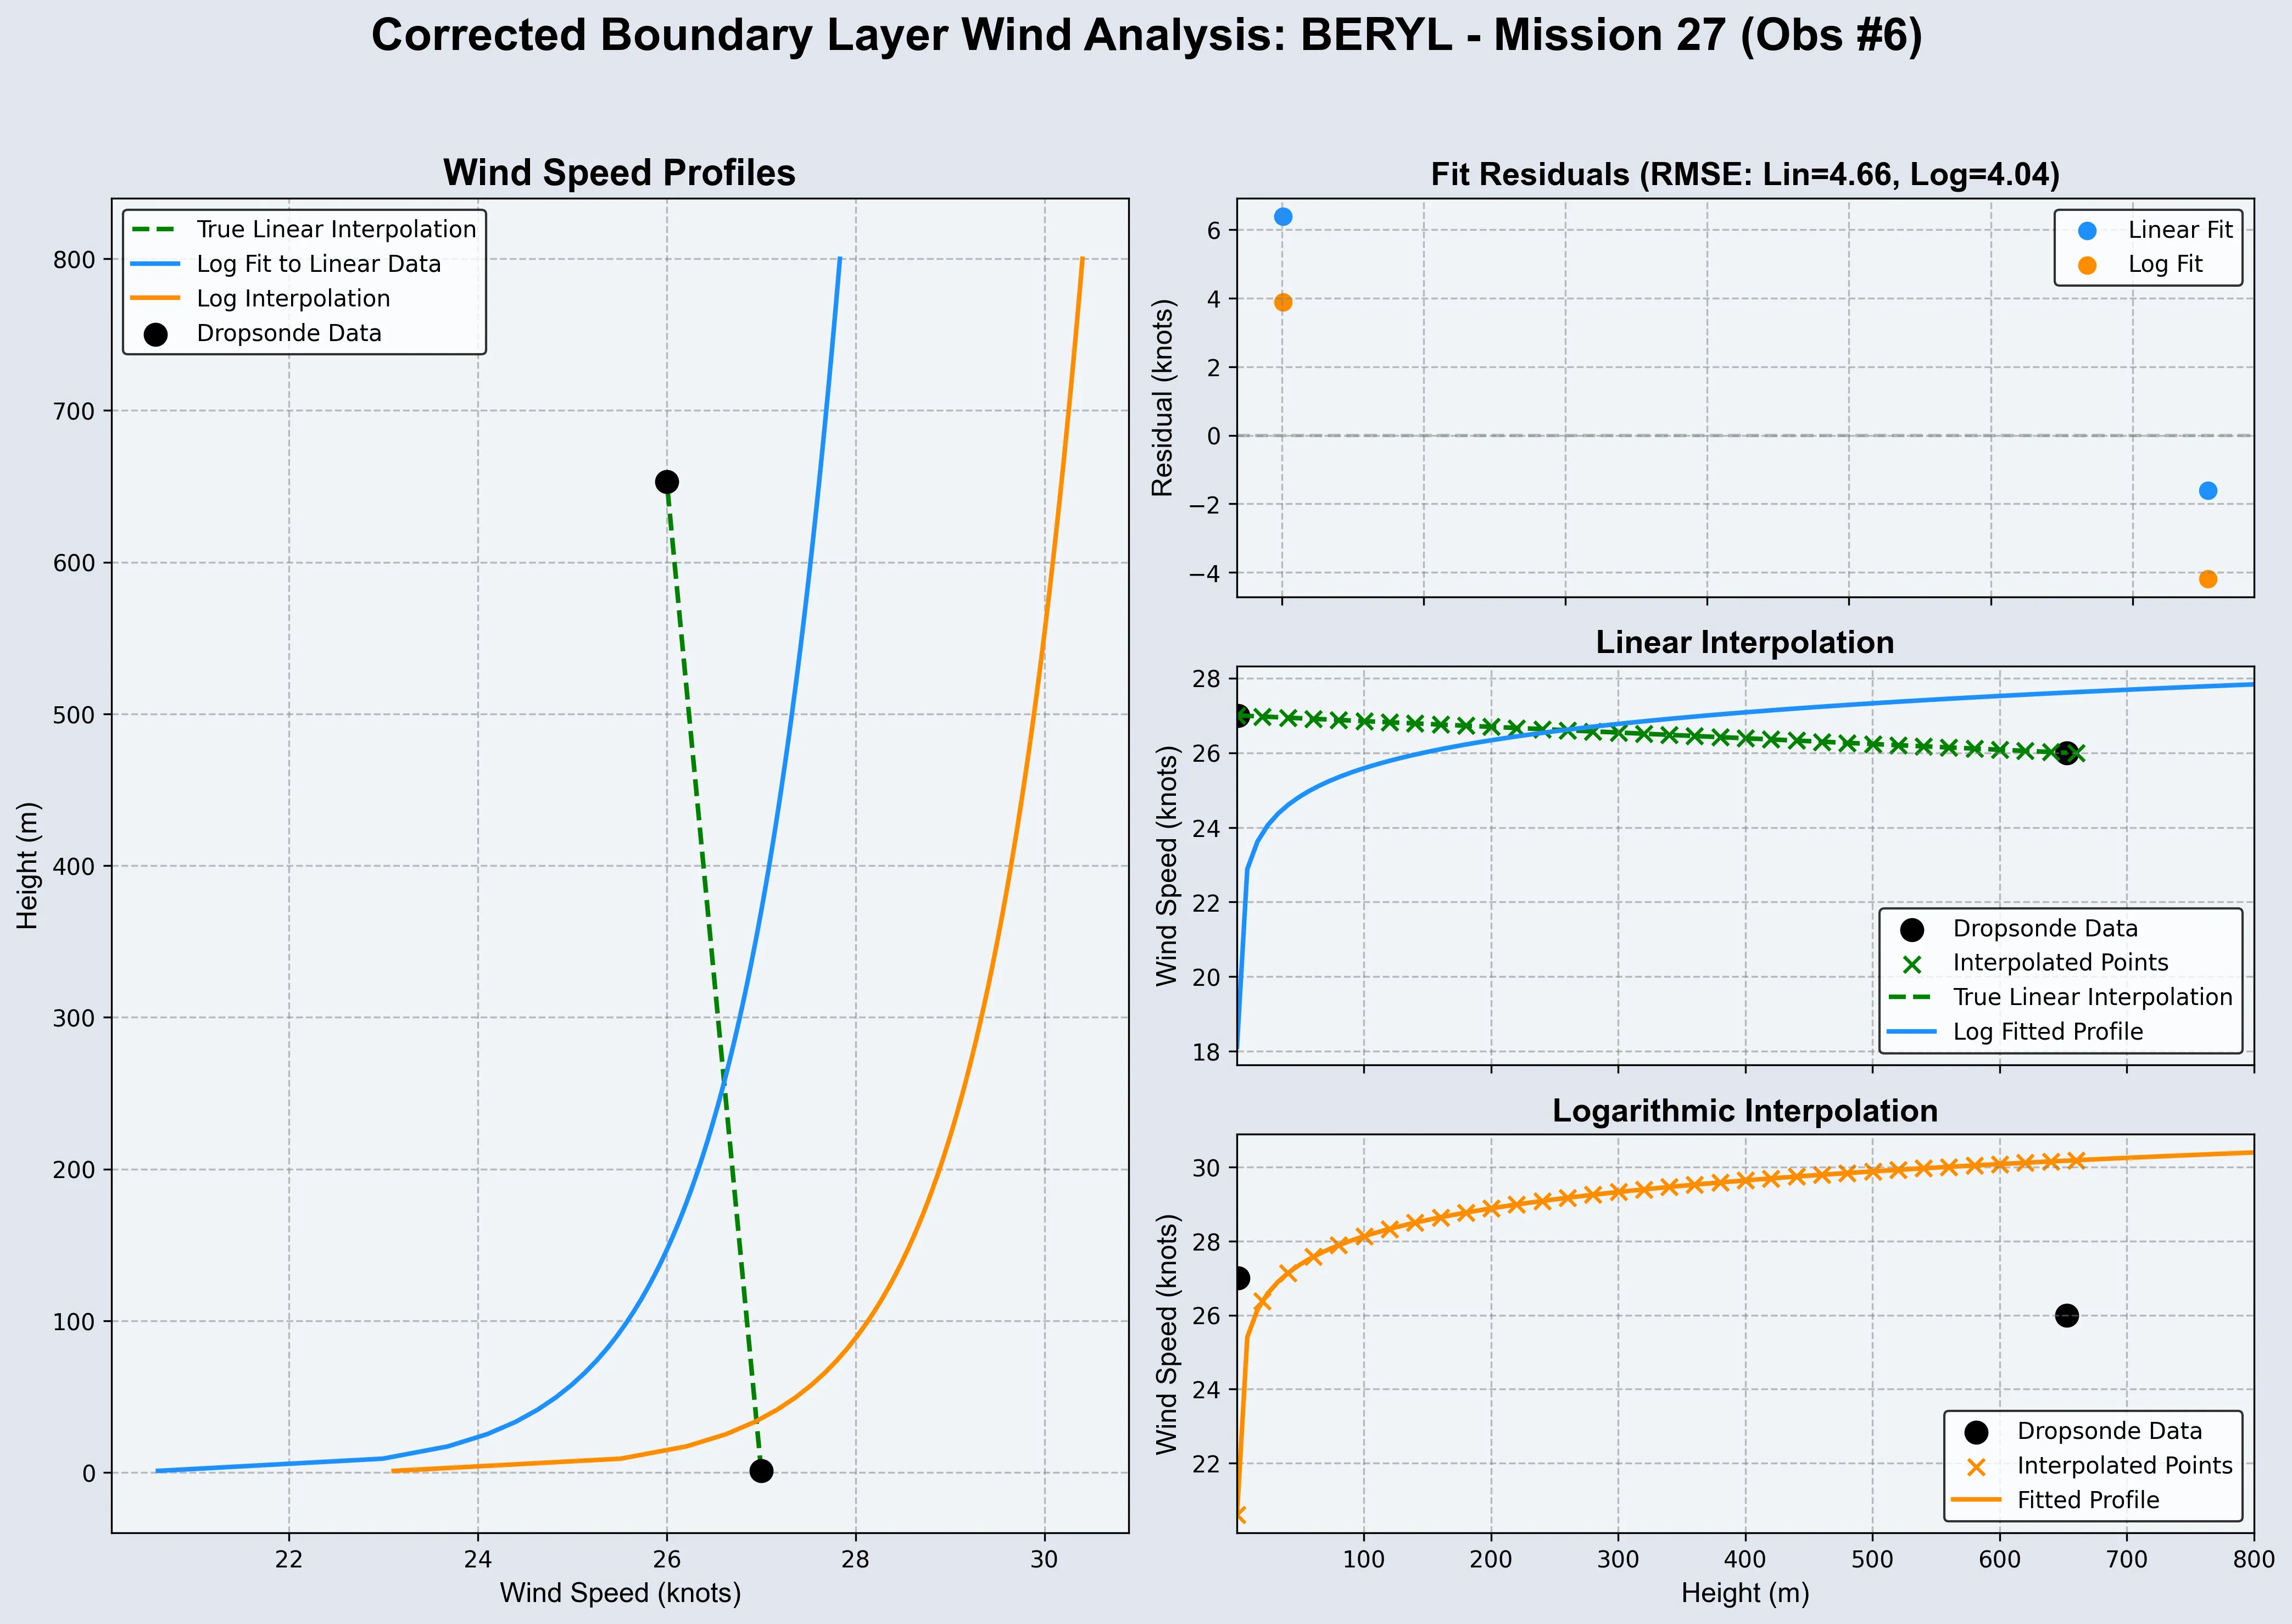 Corrected Boundary Layer Wind Analysis: BERYL - Mission 27 (Obs #6)
Wind Speed Profiles
True Linear Interpolation
Log Fit to Linear Data
Log Interpolation
Dropsonde Data
800
700
600
500
400
300
200
100
0
Height (m)
22 24 26 28 30
Wind Speed (knots)
Fit Residuals (RMSE: Lin=4.66, Log=4.04)
Linear Fit
Log Fit
6
4
2
0
−2
−4
Residual (knots)
Linear Interpolation
28
26
24
22
20
18
Wind Speed (knots)
Dropsonde Data
Interpolated Points
True Linear Interpolation
Log Fitted Profile
Logarithmic Interpolation
30
28
26
24
22
Wind Speed (knots)
Dropsonde Data
Interpolated Points
Fitted Profile
100 200 300 400 500 600 700 800
Height (m)